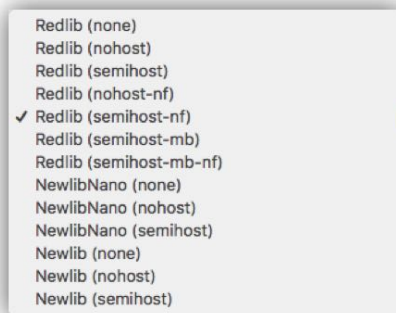 Redlib (none)
Redlib (nohost)
Redlib (semihost)
Redlib (nohost-nf)
✓ Redlib (semihost-nf)
Redlib (semihost-mb)
Redlib (semihost-mb-nf)
NewlibNano (none)
NewlibNano (nohost)
NewlibNano (semihost)
Newlib (none)
Newlib (nohost)
Newlib (semihost)